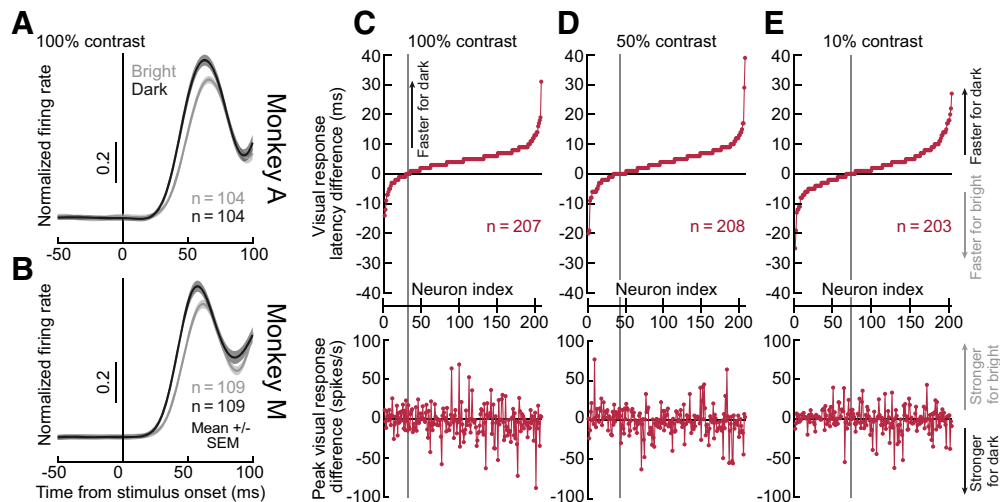 A
100% contrast
Normalized firing rate
Bright
Dark
0.2
n = 104
n = 104
Monkey A
-50
0
50
100
B
Normalized firing rate
0.2
n = 109
n = 109
Mean +/-
SEM
Monkey M
-50
0
50
100
Time from stimulus onset (ms)
C
100% contrast
Visual response
latency difference (ms)
40
30
20
10
0
-10
-20
-30
-40
Faster for dark
n = 207
Neuron index
0
50
100
150
200
Peak visual response
difference (spikes/s)
100
50
0
-50
-100
D
50% contrast
40
30
20
10
0
-10
-20
-30
-40
n = 208
Neuron index
0
50
100
150
200
100
50
0
-50
-100
E
10% contrast
40
30
20
10
0
-10
-20
-30
-40
n = 203
Faster for dark
Faster for bright
Neuron index
0
50
100
150
200
100
50
0
-50
-100
Stronger
for bright
Stronger
for dark